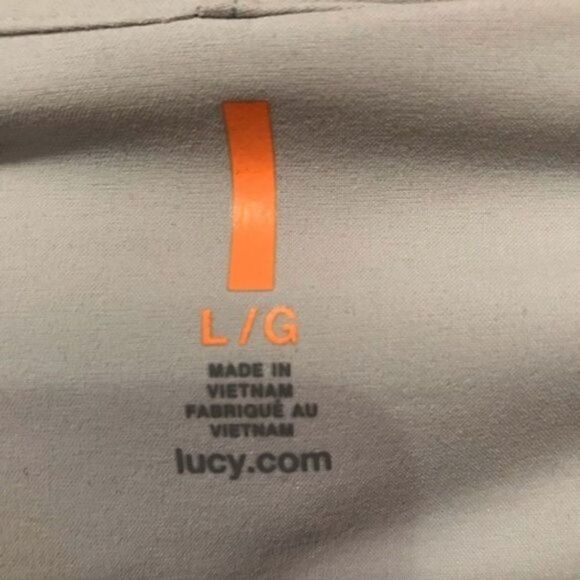 L/G
MADE IN
VIETNAM
FABRIQUÉ AU
VIETNAM
lucy.com